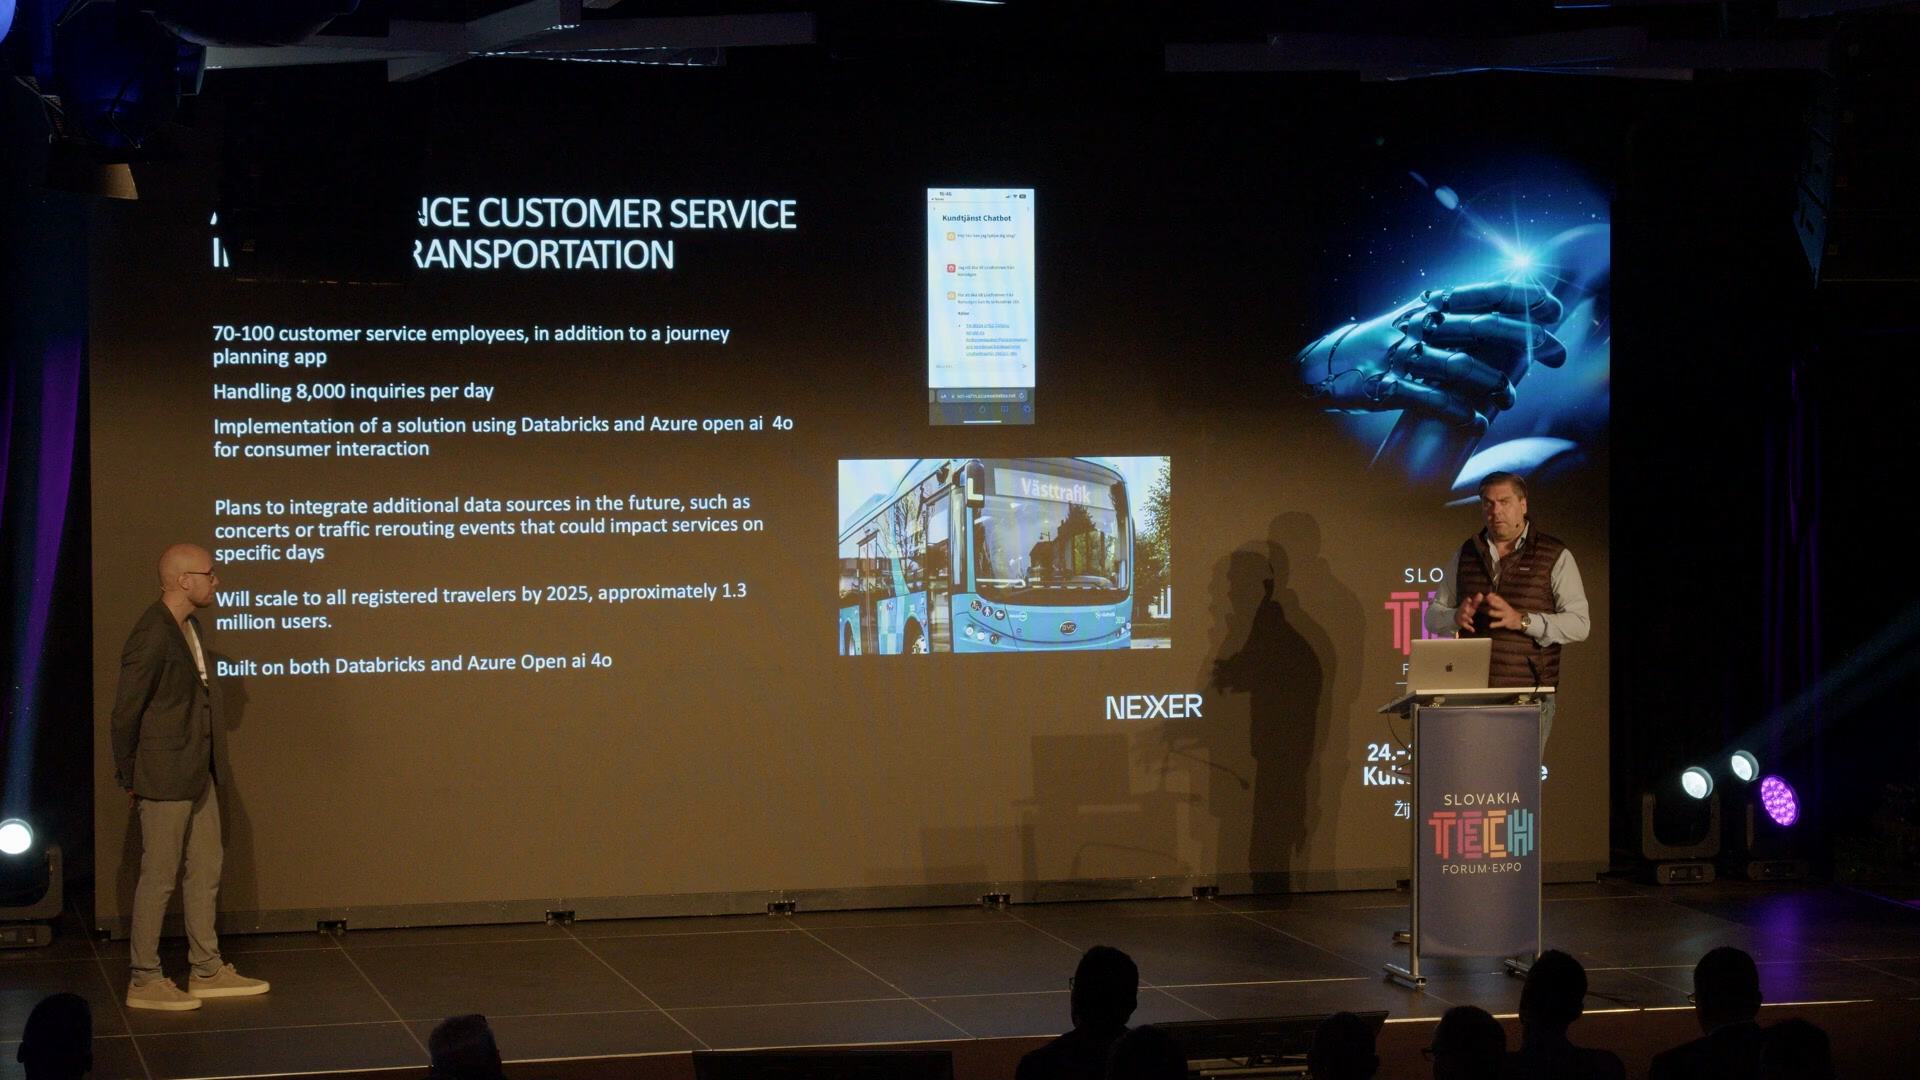 CUSTOMER SERVICE
70-100 customer service employees, in addition to a journey
planning app
Handling 8,000 inquiries per day
Implementation of a solution using Databricks and Azure open ai 4o
for consumer interaction
Plans to integrate additional data sources in the future, such as
concerts or traffic rerouting events that could impact services on
specific days
Will scale to all registered travelers by 2025, approximately 1.3
million users.
Built on both Databricks and Azure Open ai 4o
Kundtjänst Chatbot
Västtrafik
BYD
NEXER
SLOVAKIA
TECH
FORUM·EXPO